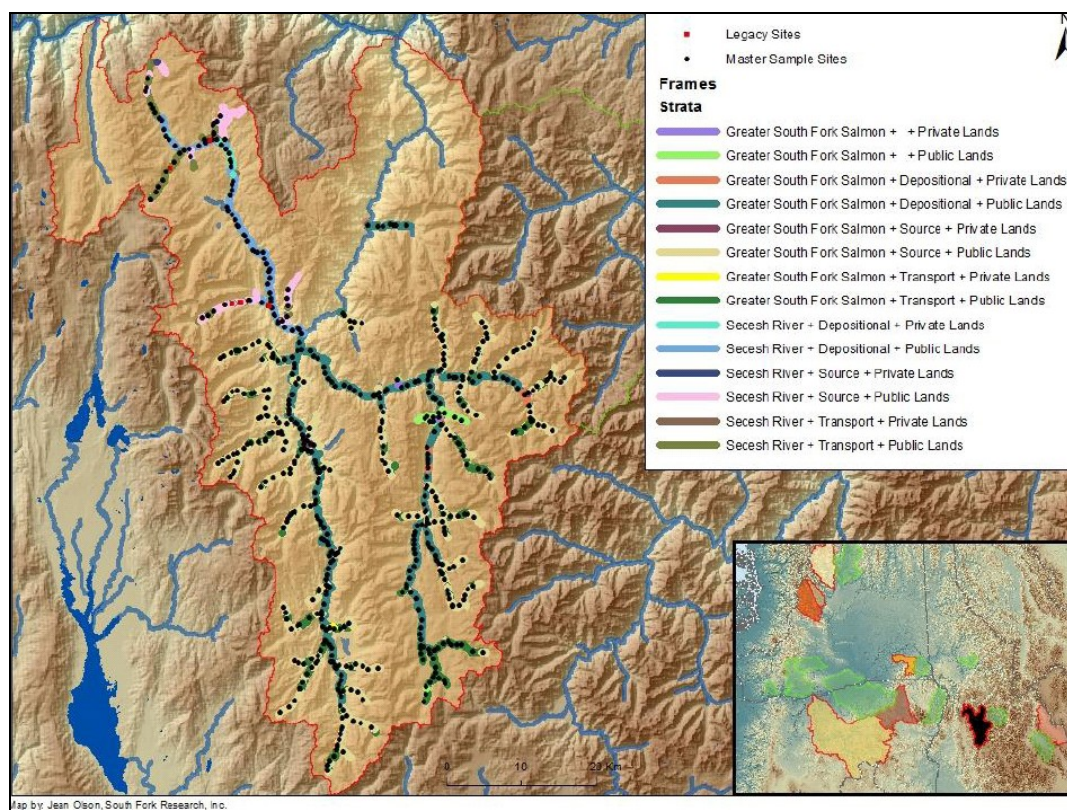 N
Legacy Sites
Master Sample Sites
Frames
Strata
Greater South Fork Salmon + + Private Lands
Greater South Fork Salmon + + Public Lands
Greater South Fork Salmon + Depositional + Private Lands
Greater South Fork Salmon + Depositional + Public Lands
Greater South Fork Salmon + Source + Private Lands
Greater South Fork Salmon + Source + Public Lands
Greater South Fork Salmon + Transport + Private Lands
Greater South Fork Salmon + Transport + Public Lands
Secesh River + Depositional + Private Lands
Secesh River + Depositional + Public Lands
Secesh River + Source + Private Lands
Secesh River + Source + Public Lands
Secesh River + Transport + Private Lands
Secesh River + Transport + Public Lands
0 10 20 Km
Map by: Jean Olson, South Fork Research, Inc.